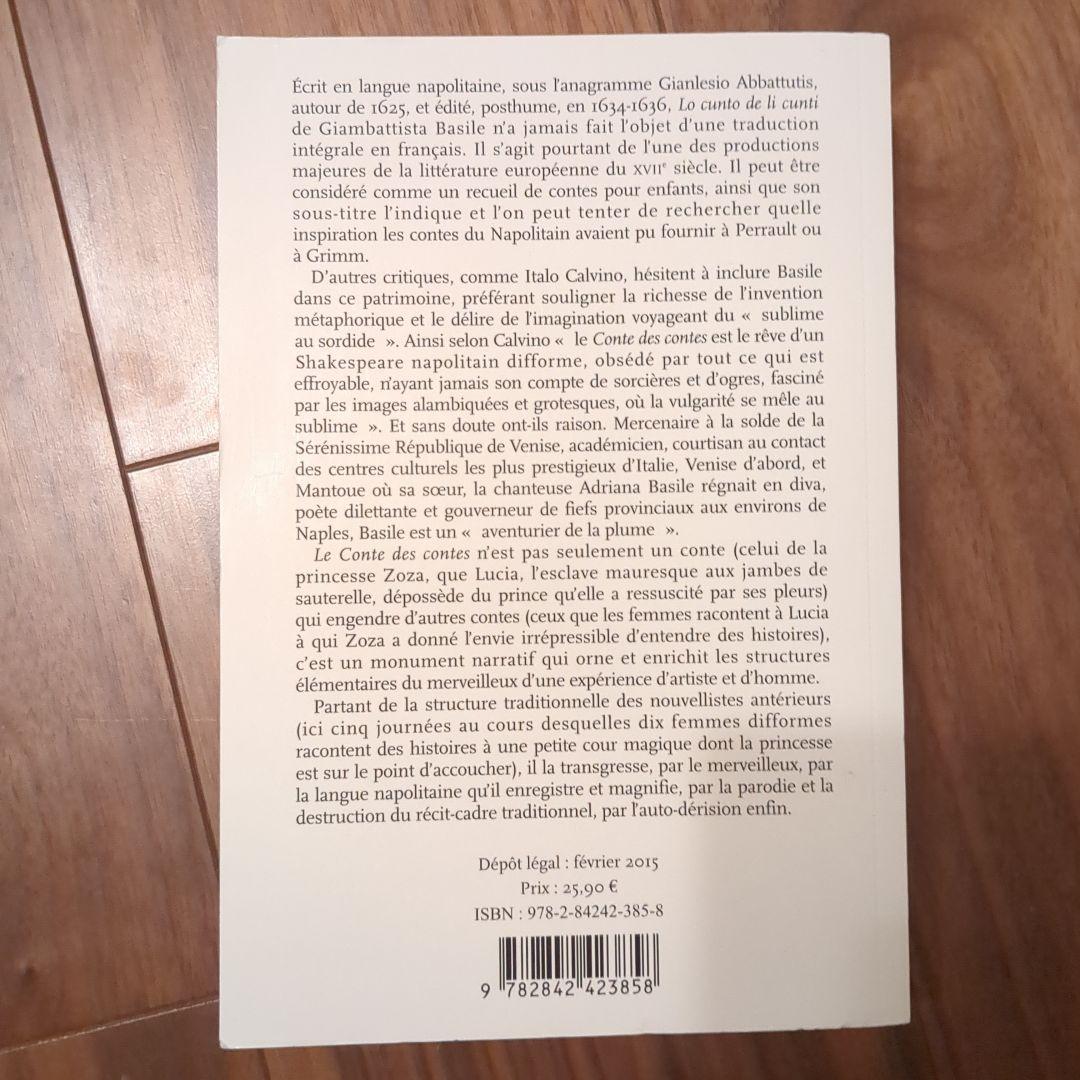 Écrit en langue napolitaine, sous l'anagramme Gianlesio Abbattutis,
autour de 1625, et édité, posthume, en 1634-1636, Lo cunto de li cunti
de Giambattista Basile n'a jamais fait l'objet d'une traduction
intégrale en français. Il s'agit pourtant de l'une des productions
majeures de la littérature européenne du XVIIe siècle. Il peut être
considéré comme un recueil de contes pour enfants, ainsi que son
sous-titre l'indique et l'on peut tenter de rechercher quelle
inspiration les contes du Napolitain avaient pu fournir à Perrault ou
à Grimm.
D'autres critiques, comme Italo Calvino, hésitent à inclure Basile
dans ce patrimoine, préférant souligner la richesse de l'invention
métaphorique et le délire de l'imagination voyageant du « sublime
au sordide ». Ainsi selon Calvino « le Conte des contes est le rêve d'un
Shakespeare napolitain difforme, obsédé par tout ce qui est
effroyable, n'ayant jamais son compte de sorcières et d'ogres, fasciné
par les images alambiquées et grotesques, où la vulgarité se mêle au
sublime ». Et sans doute ont-ils raison. Mercenaire à la solde de la
Sérénissime République de Venise, académicien, courtisan au contact
des centres culturels les plus prestigieux d'Italie, Venise d'abord, et
Mantoue où sa sœur, la chanteuse Adriana Basile régnait en diva,
poète dilettante et gouverneur de fiefs provinciaux aux environs de
Naples, Basile est un « aventurier de la plume ».
Le Conte des contes n'est pas seulement un conte (celui de la
princesse Zoza, que Lucia, l'esclave mauresque aux jambes de
sauterelle, dépossède du prince qu'elle a ressuscité par ses pleurs)
qui engendre d'autres contes (ceux que les femmes racontent à Lucia
à qui Zoza a donné l'envie irrépressible d'entendre des histoires),
c'est un monument narratif qui orne et enrichit les structures
élémentaires du merveilleux d'une expérience d'artiste et d'homme.
Partant de la structure traditionnelle des nouvellistes antérieurs
(ici cinq journées au cours desquelles dix femmes difformes
racontent des histoires à une petite cour magique dont la princesse
est sur le point d'accoucher), il la transgresse, par le merveilleux, par
la langue napolitaine qu'il enregistre et magnifie, par la parodie et la
destruction du récit-cadre traditionnel, par l'auto-dérision enfin.
Dépôt légal : février 2015
Prix : 25,90 €
ISBN : 978-2-84242-385-8
9 782842 423858